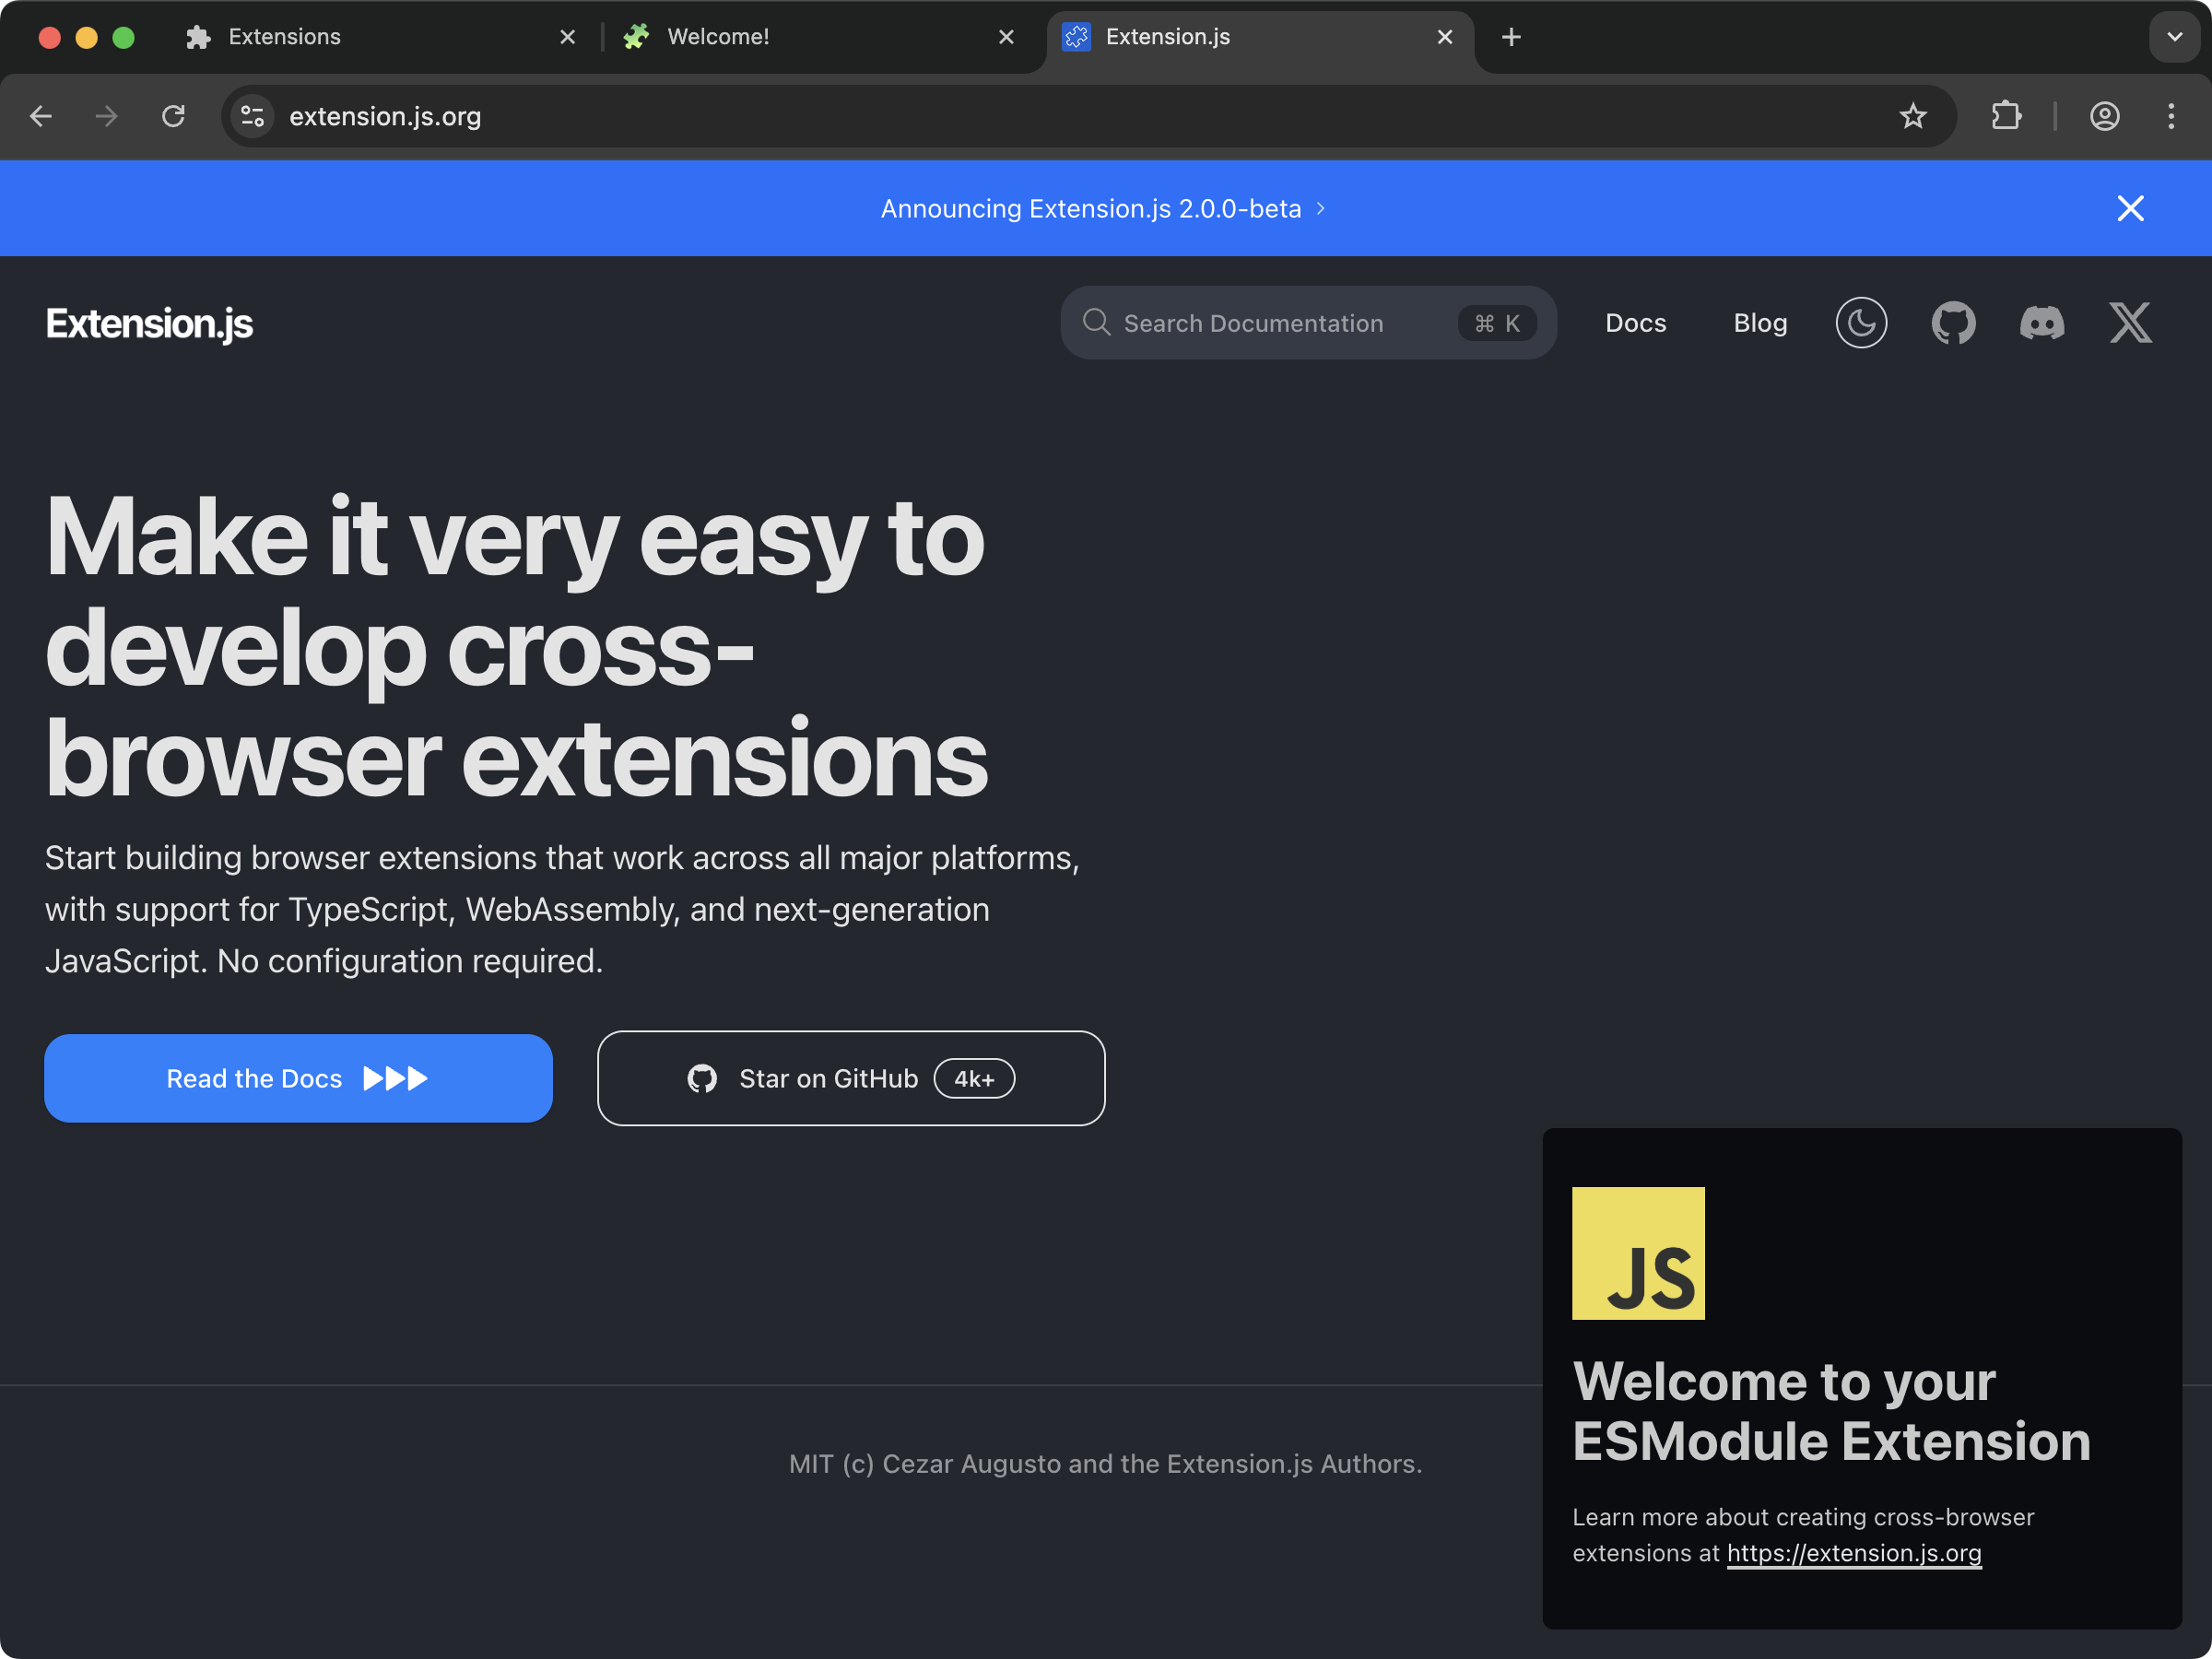 Extensions
Welcome!
Extension.js
extension.js.org
Announcing Extension.js 2.0.0-beta
Extension.js
Search Documentation
⌘ K
Docs
Blog
Make it very easy to
develop cross-
browser extensions
Start building browser extensions that work across all major platforms,
with support for TypeScript, WebAssembly, and next-generation
JavaScript. No configuration required.
Read the Docs
Star on GitHub
4k+
JS
Welcome to your
ESModule Extension
Learn more about creating cross-browser
extensions at https://extension.js.org
MIT (c) Cezar Augusto and the Extension.js Authors.